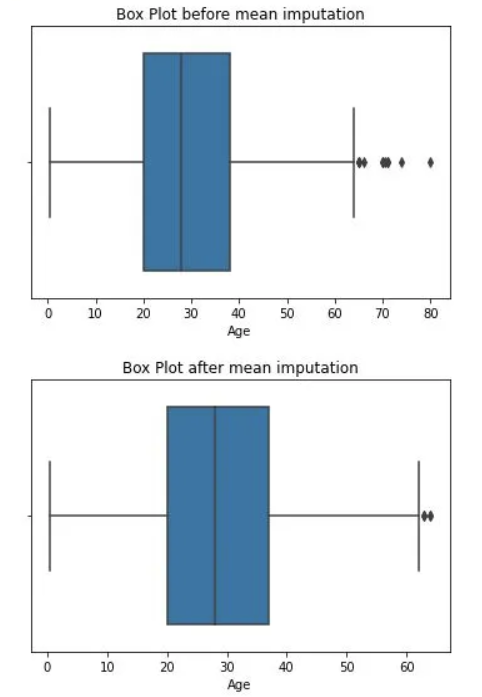 Box Plot before mean imputation
0 10 20 30 40 50 60 70 80
Age
Box Plot after mean imputation
0 10 20 30 40 50 60
Age